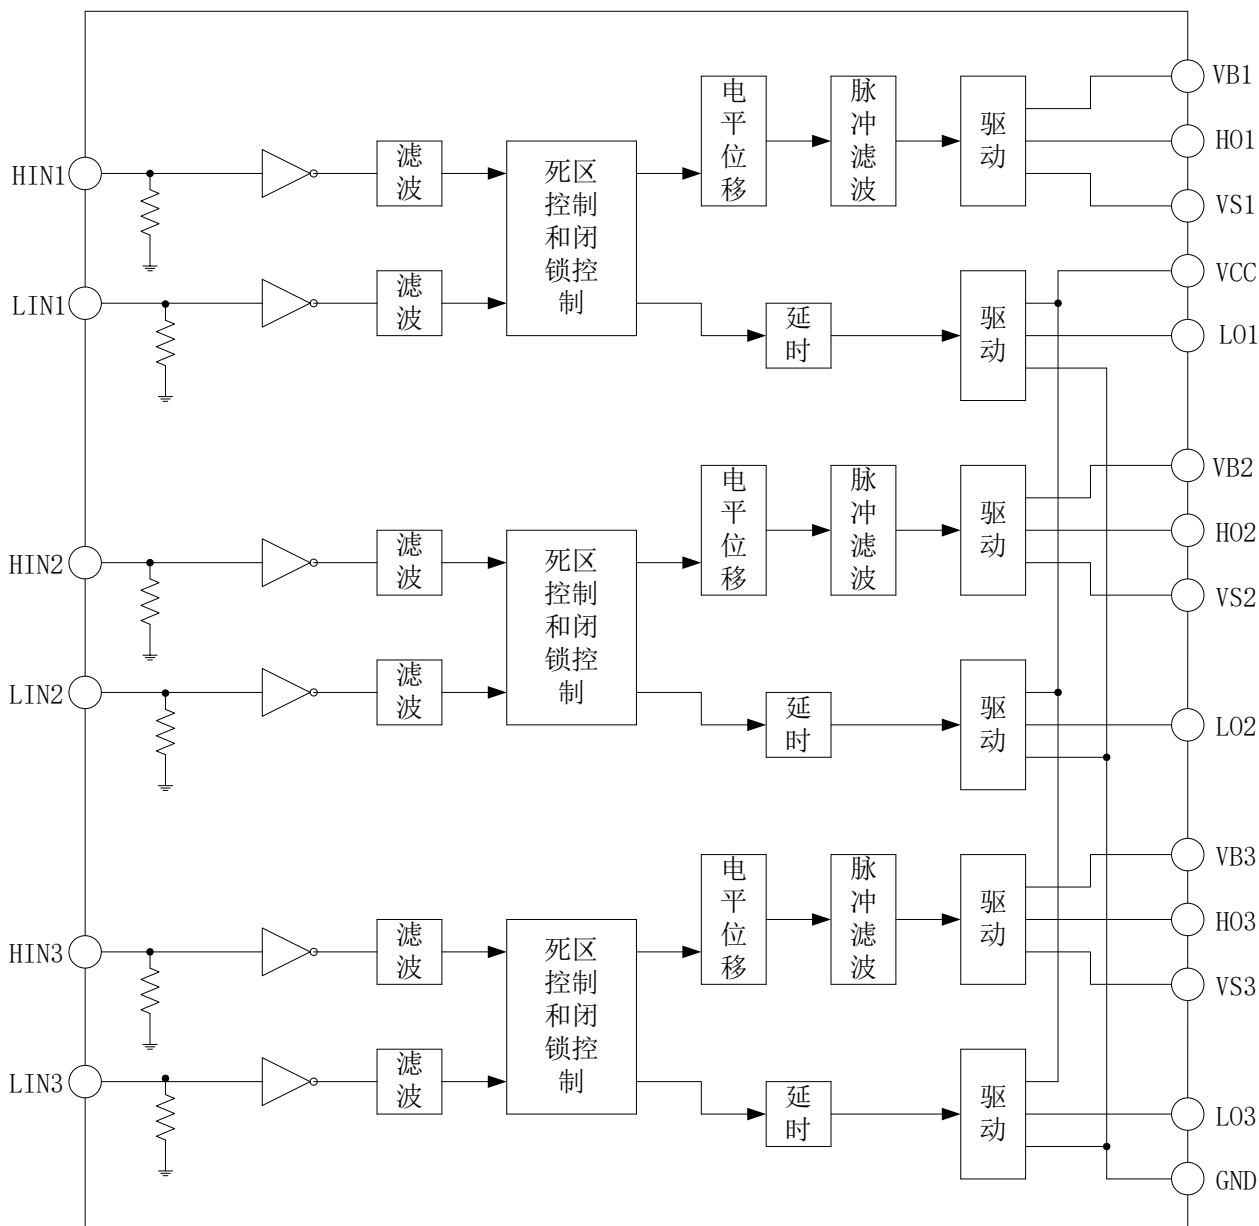 HIN1
LIN1
滤
波
滤
波
死区
控制
和闭
锁控
制
电
平
位
移
脉
冲
滤
波
驱
动
延
时
驱
动
VB1
HO1
VS1
VCC
LO1
HIN2
LIN2
滤
波
滤
波
死区
控制
和闭
锁控
制
电
平
位
移
脉
冲
滤
波
驱
动
延
时
驱
动
VB2
HO2
VS2
LO2
HIN3
LIN3
滤
波
滤
波
死区
控制
和闭
锁控
制
电
平
位
移
脉
冲
滤
波
驱
动
延
时
驱
动
VB3
HO3
VS3
LO3
GND